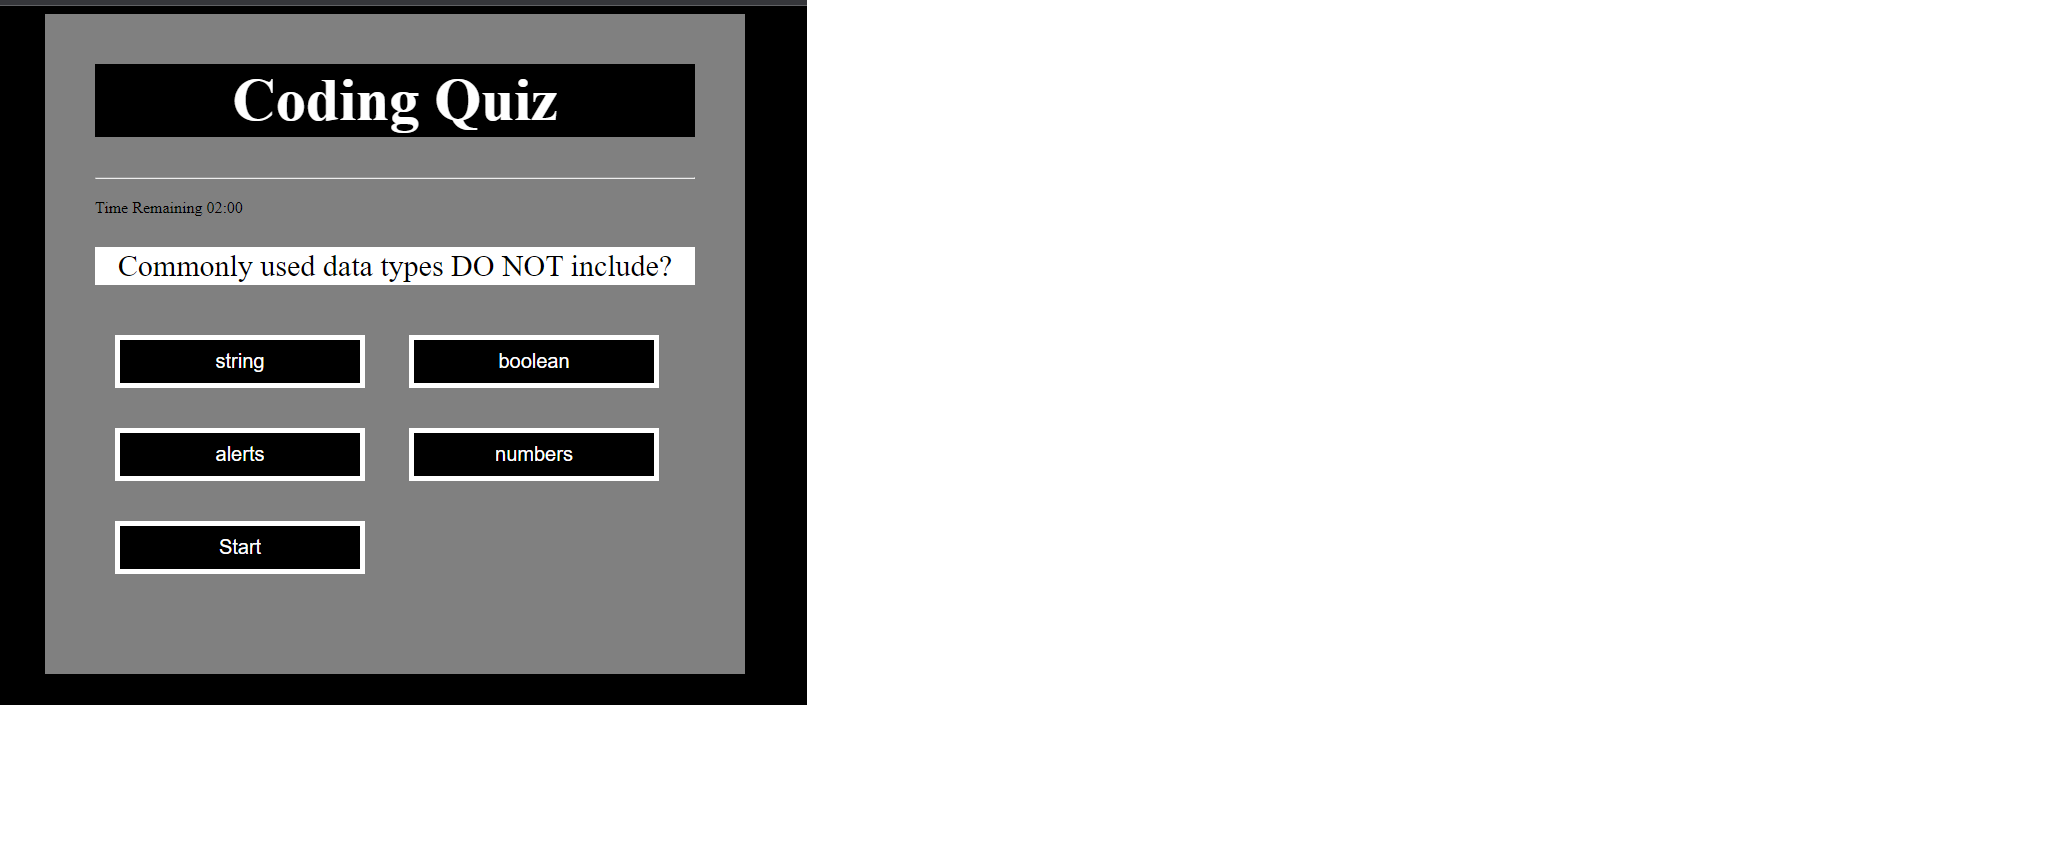 Coding Quiz
Time Remaining 02:00
Commonly used data types DO NOT include?
string
boolean
alerts
numbers
Start